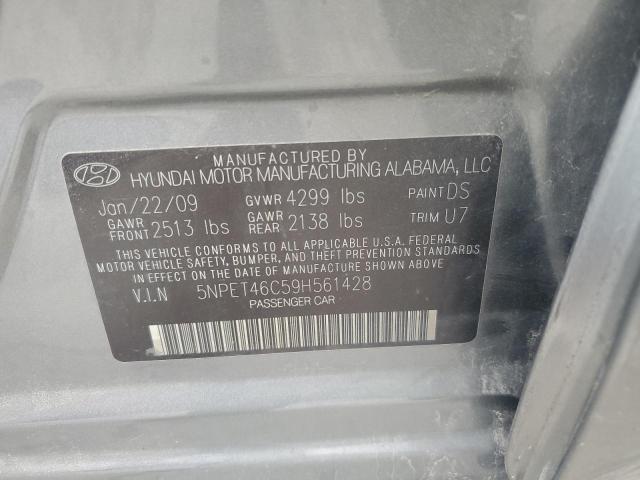 MANUFACTURED BY
HYUNDAI MOTOR MANUFACTURING ALABAMA, LLC
Jan/22/09 GVWR 4299 lbs PAINT DS
GAWR FRONT 2513 lbs GAWR REAR 2138 lbs TRIM U7
THIS VEHICLE CONFORMS TO ALL APPLICABLE U.S.A. FEDERAL
MOTOR VEHICLE SAFETY, BUMPER, AND THEFT PREVENTION STANDARDS
IN EFFECT ON THE DATE OF MANUFACTURE SHOWN ABOVE.
V.I.N 5NPET46C59H561428
PASSENGER CAR